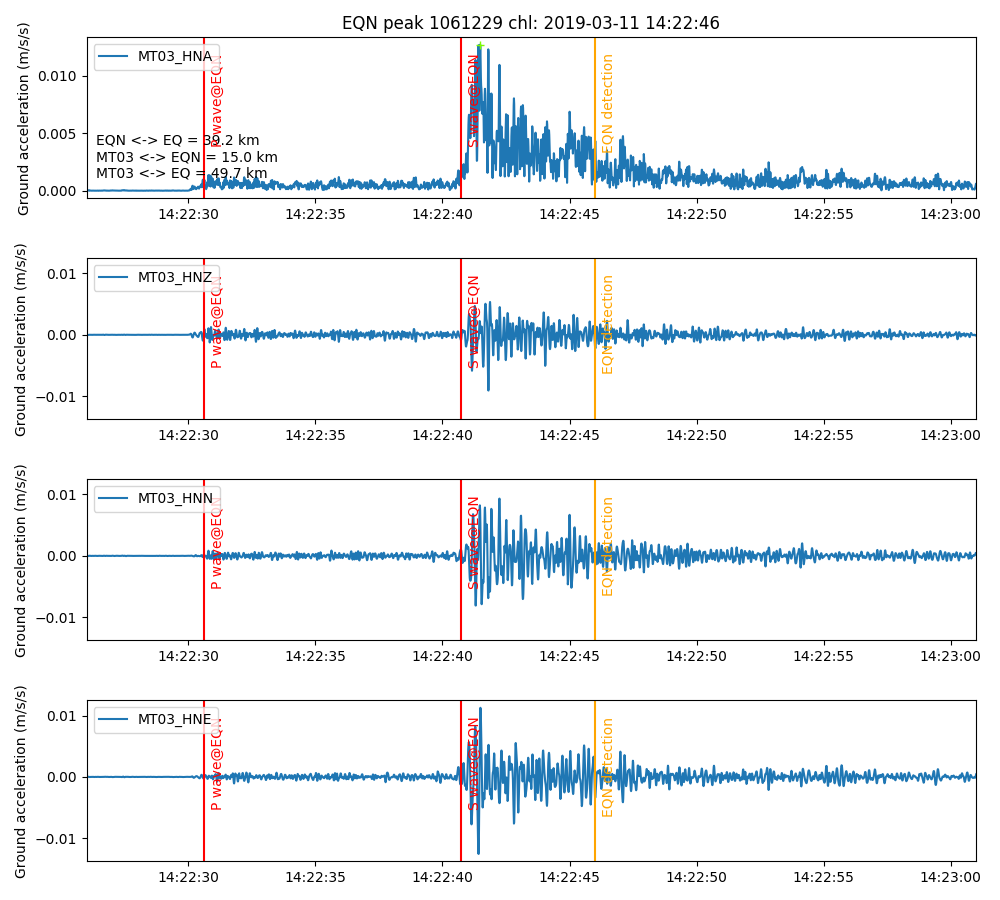 EQN peak 1061229 chl: 2019-03-11 14:22:46
Ground acceleration (m/s/s)
0.010
0.005
0.000
MT03_HNA
P wave@EQN
S wave@EQN
EQN detection
EQN <-> EQ = 39.2 km
MT03 <-> EQN = 15.0 km
MT03 <-> EQ = 49.7 km
14:22:30 14:22:35 14:22:40 14:22:45 14:22:50 14:22:55 14:23:00
Ground acceleration (m/s/s)
0.01
0.00
−0.01
MT03_HNZ
P wave@EQN
S wave@EQN
EQN detection
14:22:30 14:22:35 14:22:40 14:22:45 14:22:50 14:22:55 14:23:00
Ground acceleration (m/s/s)
0.01
0.00
−0.01
MT03_HNN
P wave@EQN
S wave@EQN
EQN detection
14:22:30 14:22:35 14:22:40 14:22:45 14:22:50 14:22:55 14:23:00
Ground acceleration (m/s/s)
0.01
0.00
−0.01
MT03_HNE
P wave@EQN
S wave@EQN
EQN detection
14:22:30 14:22:35 14:22:40 14:22:45 14:22:50 14:22:55 14:23:00